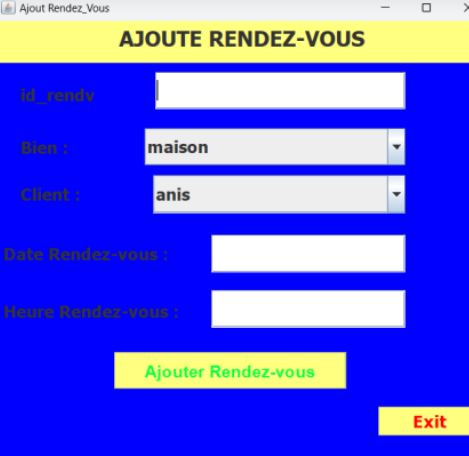 Ajout Rendez_Vous
AJOUTE RENDEZ-VOUS
id_rendv
Bien :
maison
Client :
anis
Date Rendez-vous :
Heure Rendez-vous :
Ajouter Rendez-vous
Exit